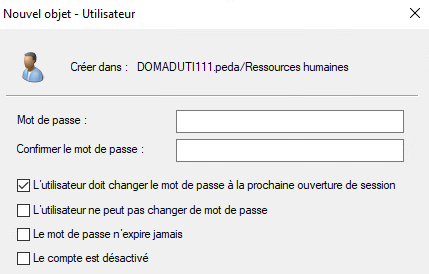 Nouvel objet - Utilisateur
Créer dans : DOMADUTI111.peda/Ressources humaines
Mot de passe :
Confirmer le mot de passe :
L'utilisateur doit changer le mot de passe à la prochaine ouverture de session
L'utilisateur ne peut pas changer de mot de passe
Le mot de passe n'expire jamais
Le compte est désactivé